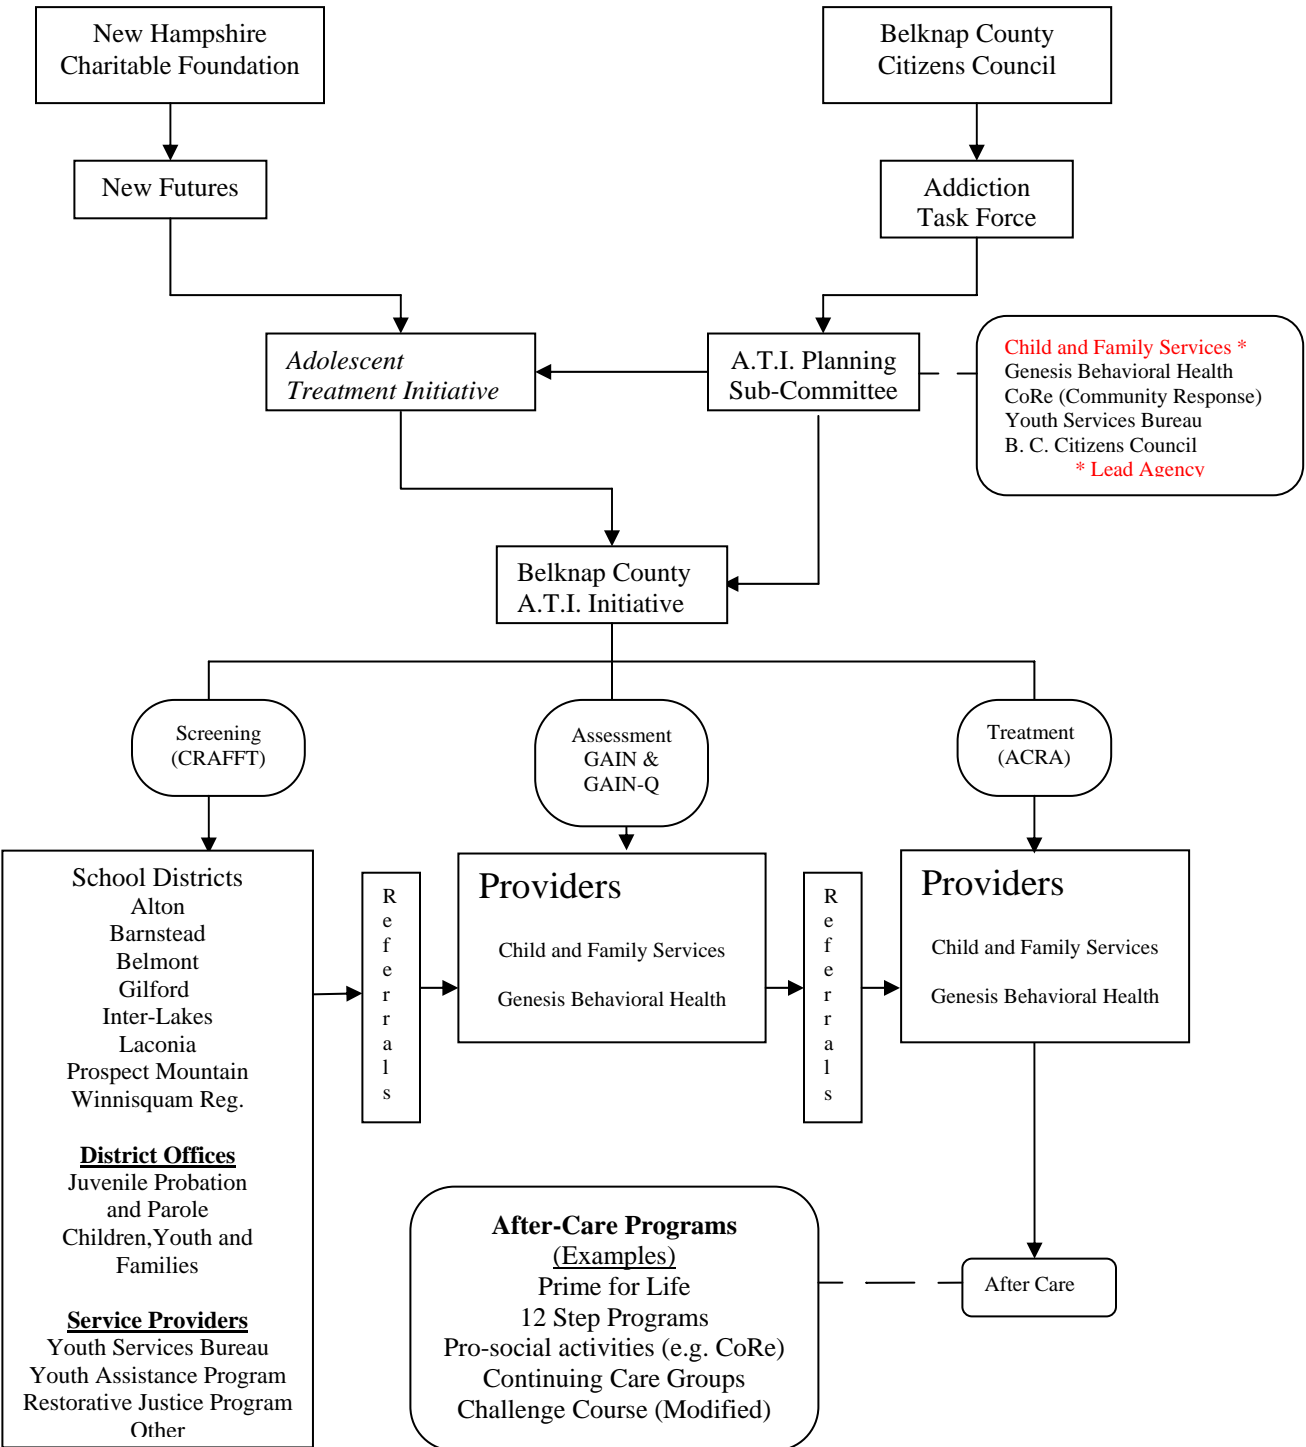 New Hampshire
Charitable Foundation
Belknap County
Citizens Council
New Futures
Addiction
Task Force
Adolescent
Treatment Initiative
A.T.I. Planning
Sub-Committee
Child and Family Services *
Genesis Behavioral Health
CoRe (Community Response)
Youth Services Bureau
B. C. Citizens Council
* Lead Agency
Belknap County
A.T.I. Initiative
Screening
(CRAFFT)
Assessment
GAIN &
GAIN-Q
Treatment
(ACRA)
School Districts
Alton
Barnstead
Belmont
Gilford
Inter-Lakes
Laconia
Prospect Mountain
Winnisquam Reg.
District Offices
Juvenile Probation
and Parole
Children,Youth and
Families
Service Providers
Youth Services Bureau
Youth Assistance Program
Restorative Justice Program
Other
Referrals
Providers
Child and Family Services
Genesis Behavioral Health
Referrals
Providers
Child and Family Services
Genesis Behavioral Health
After-Care Programs
(Examples)
Prime for Life
12 Step Programs
Pro-social activities (e.g. CoRe)
Continuing Care Groups
Challenge Course (Modified)
After Care